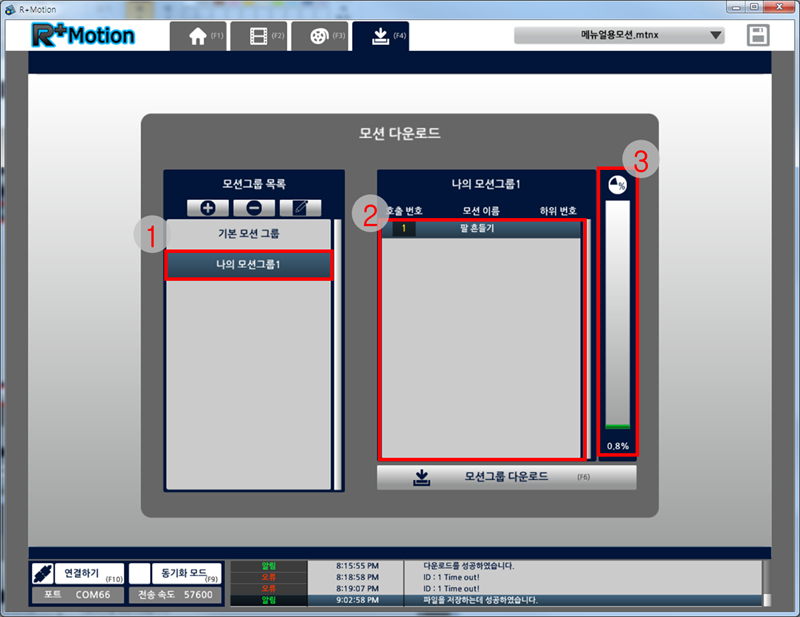 R+Motion
R+Motion
(F1)
(F2)
(F3)
(F4)
메뉴얼용모션.mtnx
모션 다운로드
모션그룹 목록
기본 모션 그룹
나의 모션그룹1
1
나의 모션그룹1
호출 번호 모션 이름 하위 번호
1 팔 흔들기
2
3
%
0.8%
모션그룹 다운로드 (F6)
연결하기 (F10)
동기화 모드 (F9)
포트 COM66
전송 속도 57600
알림 8:15:55 PM 다운로드를 성공하였습니다.
오류 8:18:58 PM ID : 1 Time out!
오류 8:19:07 PM ID : 1 Time out!
알림 9:02:58 PM 파일을 저장하는데 성공하였습니다.